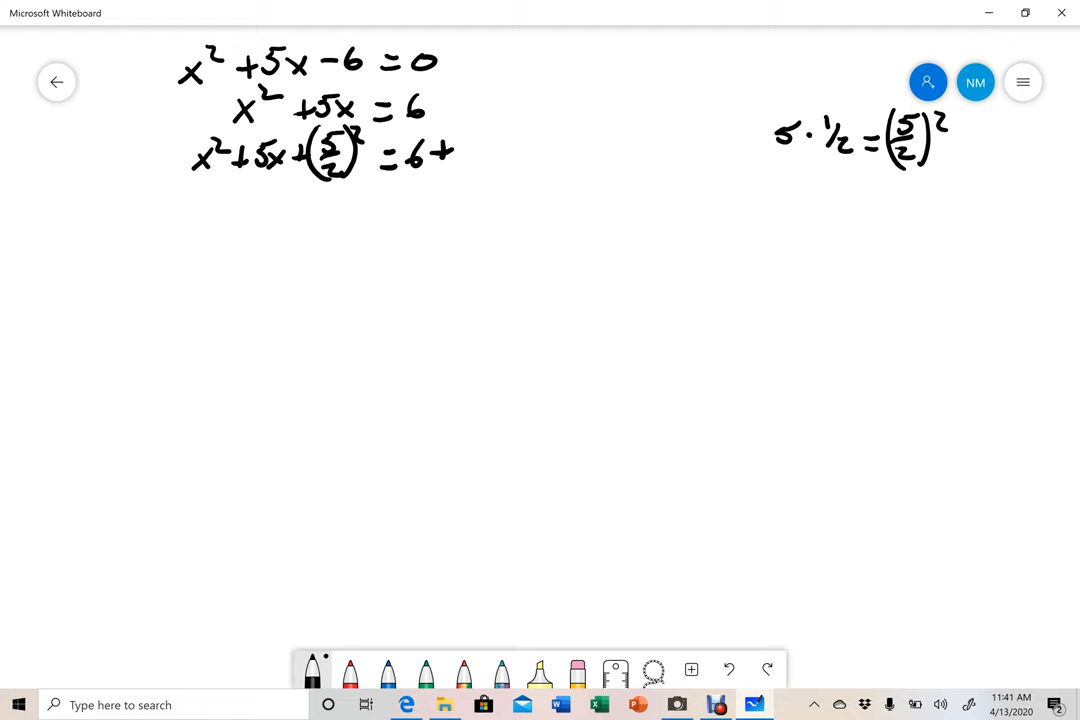 Microsoft Whiteboard
x² + 5x - 6 = 0
x² + 5x = 6
x² + 5x + (5/2)² = 6 +
5 · 1/2 = (5/2)²
NM
Type here to search
11:41 AM
4/13/2020
2